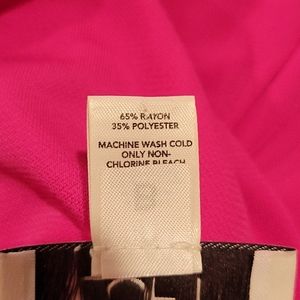 65% RAYON
35% POLYESTER
MACHINE WASH COLD
ONLY NON-
CHLORINE BLEACH